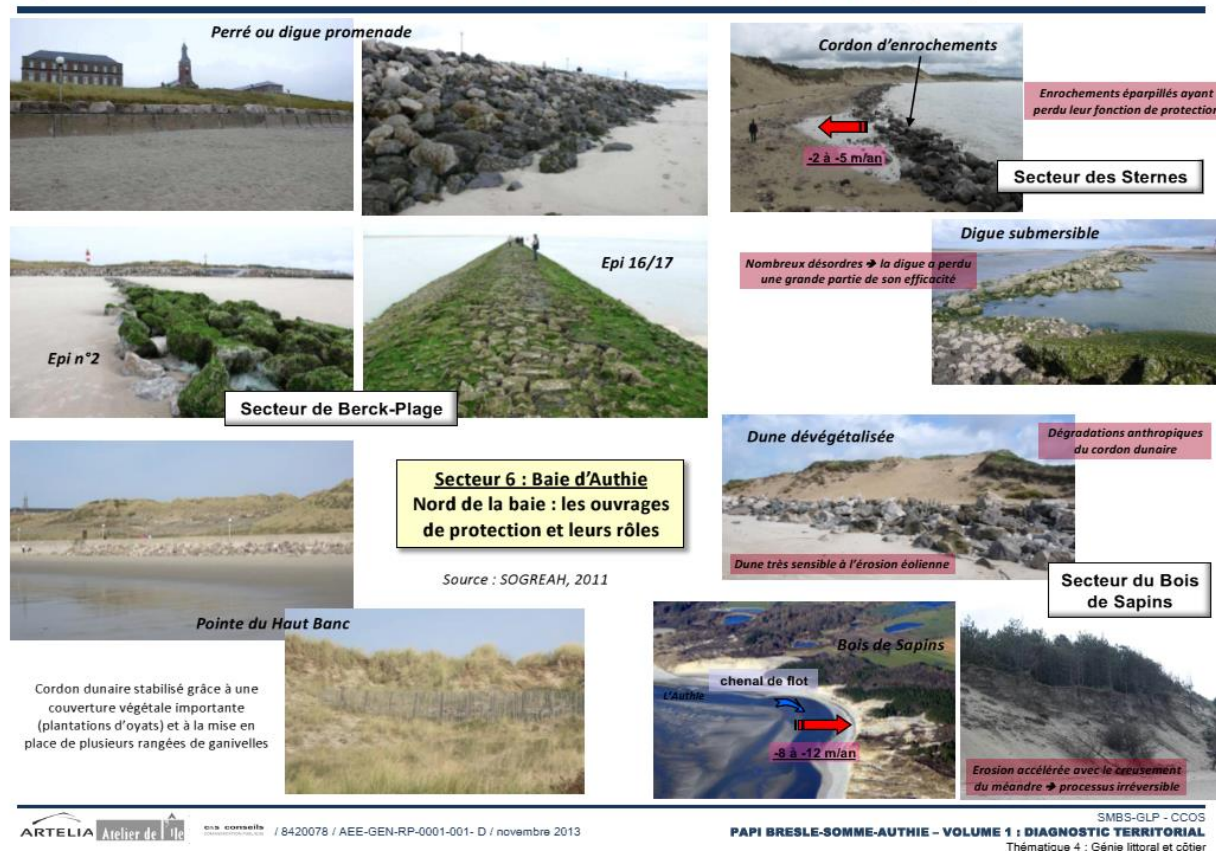 Perré ou digue promenade
Cordon d'enrochements
Enrochements éparpillés ayant
perdu leur fonction de protection
-2 à -5 m/an
Secteur des Sternes
Epi n°2
Epi 16/17
Secteur de Berck-Plage
Digue submersible
Nombreux désordres ➔ la digue a perdu
une grande partie de son efficacité
Dune dévégétalisée
Dégradations anthropiques
du cordon dunaire
Dune très sensible à l'érosion éolienne
Secteur du Bois
de Sapins
Secteur 6 : Baie d'Authie
Nord de la baie : les ouvrages
de protection et leurs rôles
Source : SOGREAH, 2011
Pointe du Haut Banc
Cordon dunaire stabilisé grâce à une
couverture végétale importante
(plantations d'oyats) et à la mise en
place de plusieurs rangées de ganivelles
Bois de Sapins
chenal de flot
L'Authie
-8 à -12 m/an
Erosion accélérée avec le creusement
du méandre ➔ processus irréversible
ARTELIA Atelier de l'Ile
conseils
/ 8420078 / AEE-GEN-RP-0001-001- D / novembre 2013
SMBS-GLP - CCOS
PAPI BRESLE-SOMME-AUTHIE – VOLUME 1 : DIAGNOSTIC TERRITORIAL
Thématique 4 : Génie littoral et côtier